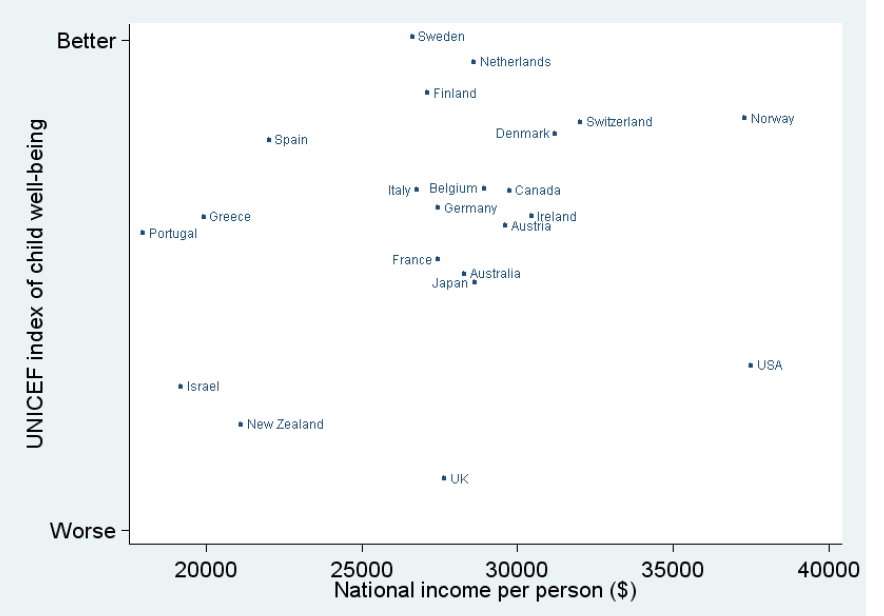 Better
Sweden
Netherlands
Finland
Norway
Switzerland
Denmark
Spain
Italy
Belgium
Canada
Germany
Greece
Ireland
Austria
Portugal
France
Australia
Japan
USA
Israel
New Zealand
UK
Worse
UNICEF index of child well-being
20000 25000 30000 35000 40000
National income per person ($)